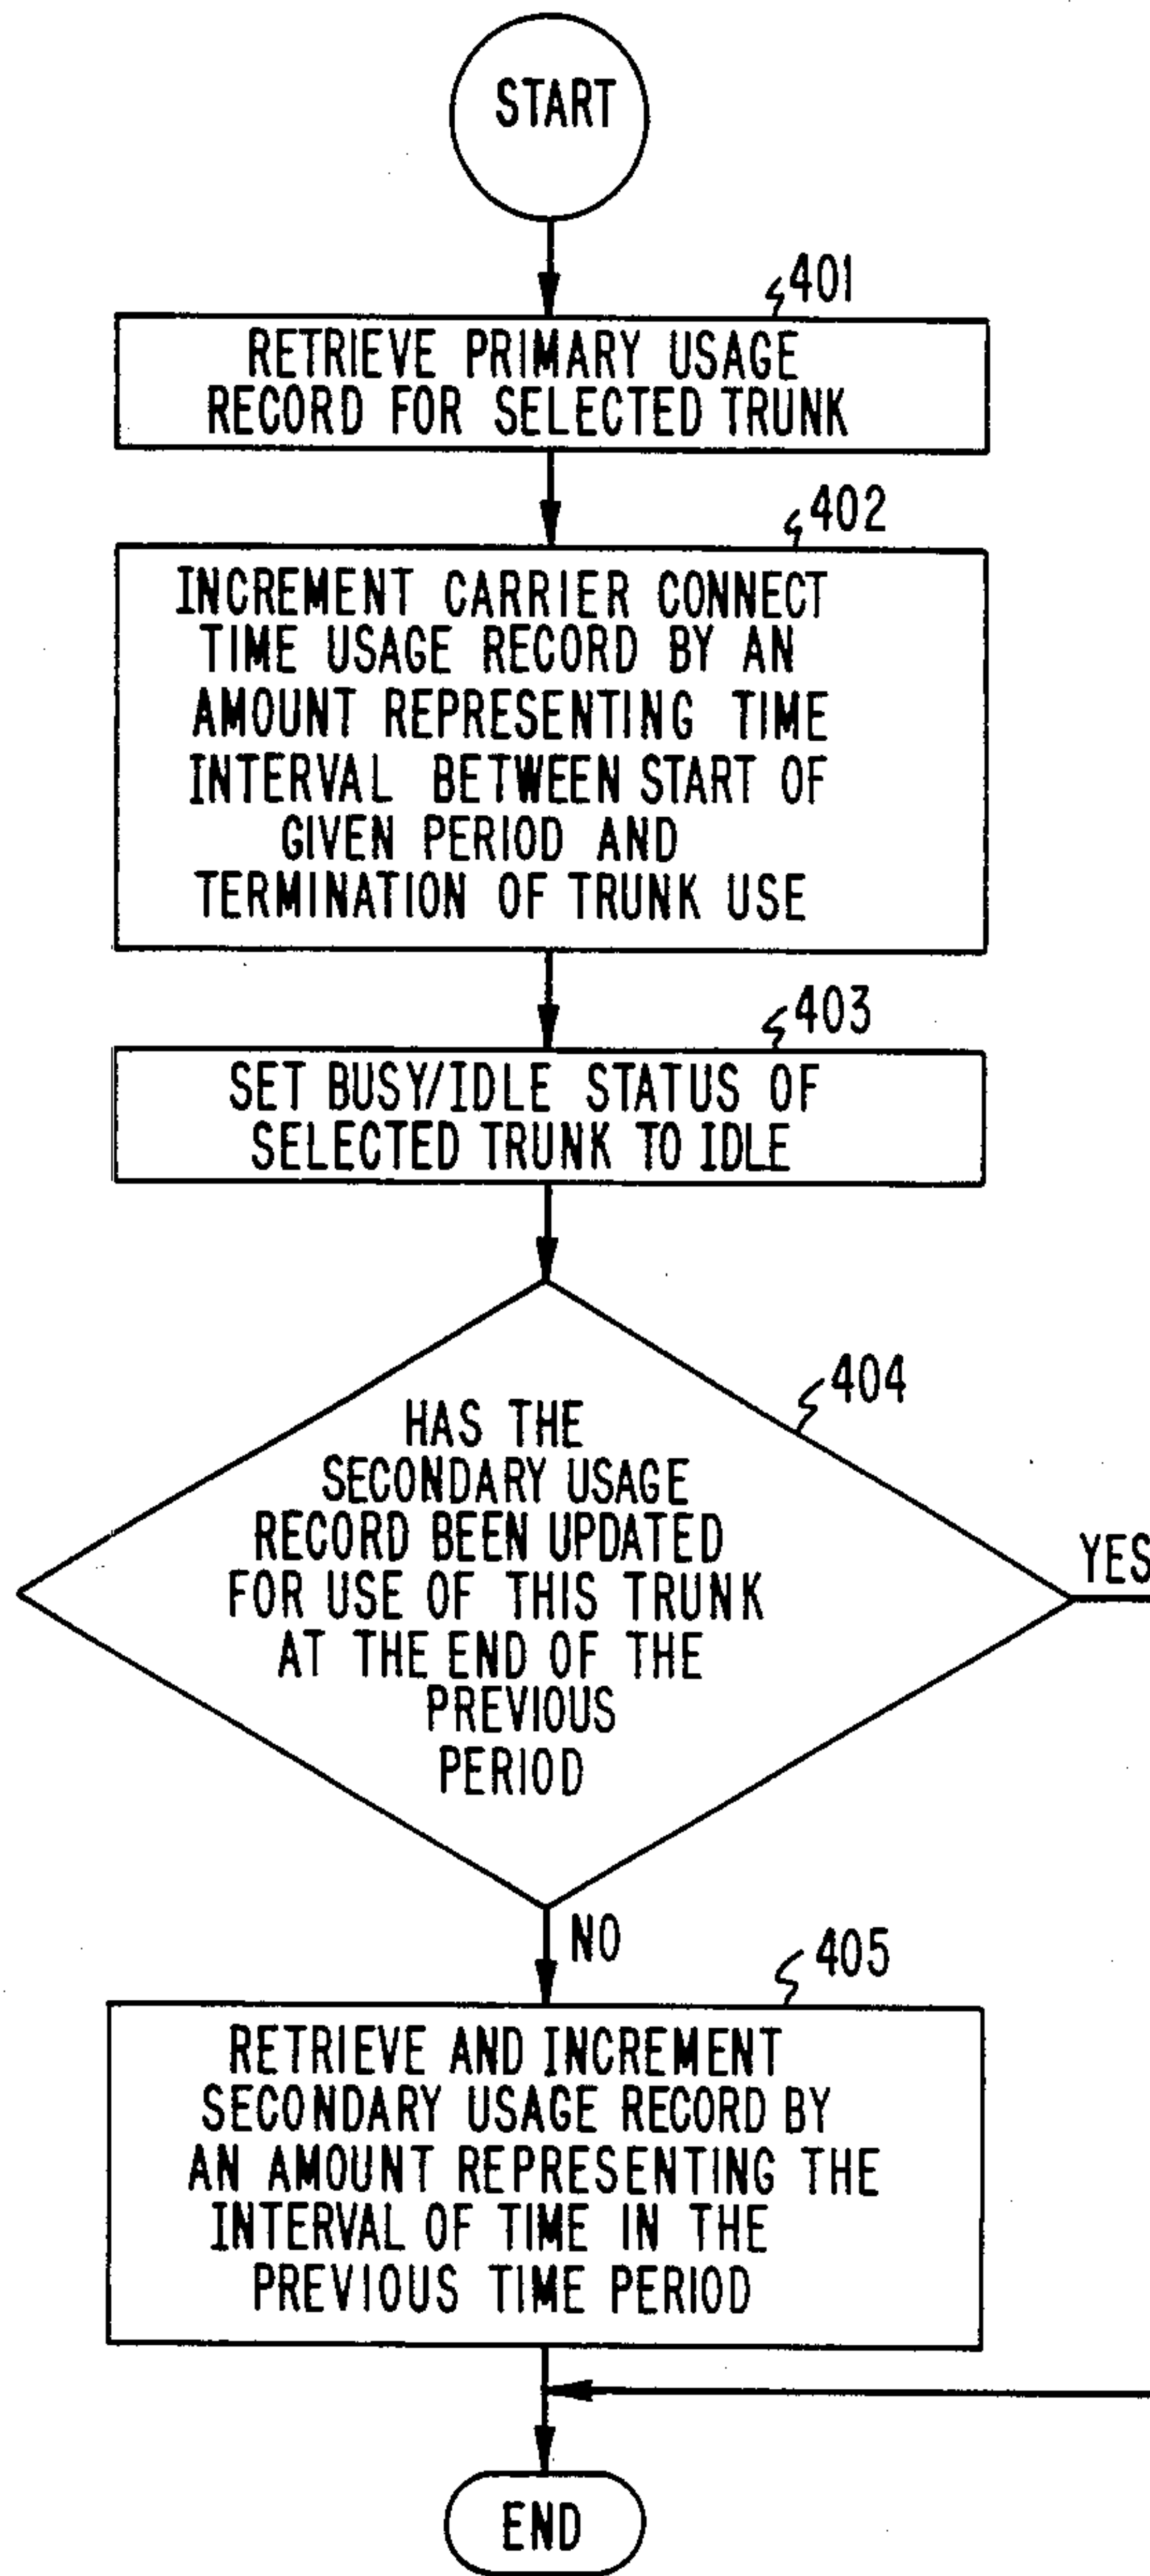 START
401
RETRIEVE PRIMARY USAGE
RECORD FOR SELECTED TRUNK
402
INCREMENT CARRIER CONNECT
TIME USAGE RECORD BY AN
AMOUNT REPRESENTING TIME
INTERVAL BETWEEN START OF
GIVEN PERIOD AND
TERMINATION OF TRUNK USE
403
SET BUSY/IDLE STATUS OF
SELECTED TRUNK TO IDLE
404
HAS THE
SECONDARY USAGE
RECORD BEEN UPDATED
FOR USE OF THIS TRUNK
AT THE END OF THE
PREVIOUS
PERIOD
YES
NO
405
RETRIEVE AND INCREMENT
SECONDARY USAGE RECORD BY
AN AMOUNT REPRESENTING THE
INTERVAL OF TIME IN THE
PREVIOUS TIME PERIOD
END